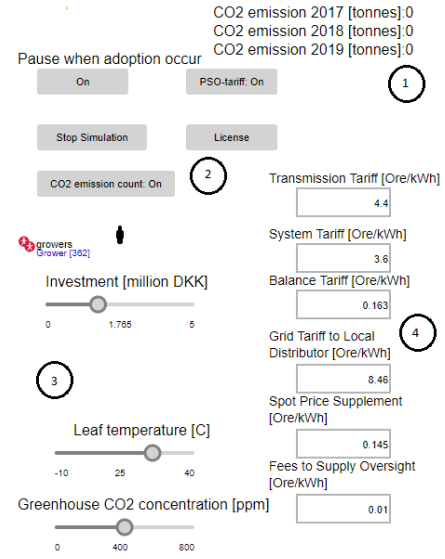 CO2 emission 2017 [tonnes]:0
CO2 emission 2018 [tonnes]:0
CO2 emission 2019 [tonnes]:0
Pause when adoption occur
On
PSO-tariff: On
1
Stop Simulation
License
CO2 emission count: On
2
growers
Grower [362]
Investment [million DKK]
0 1.765 5
3
Leaf temperature [C]
-10 25 40
Greenhouse CO2 concentration [ppm]
0 400 800
Transmission Tariff [Ore/kWh]
4.4
System Tariff [Ore/kWh]
3.6
Balance Tariff [Ore/kWh]
0.163
4
Grid Tariff to Local
Distributor [Ore/kWh]
8.46
Spot Price Supplement
[Ore/kWh]
0.145
Fees to Supply Oversight
[Ore/kWh]
0.01